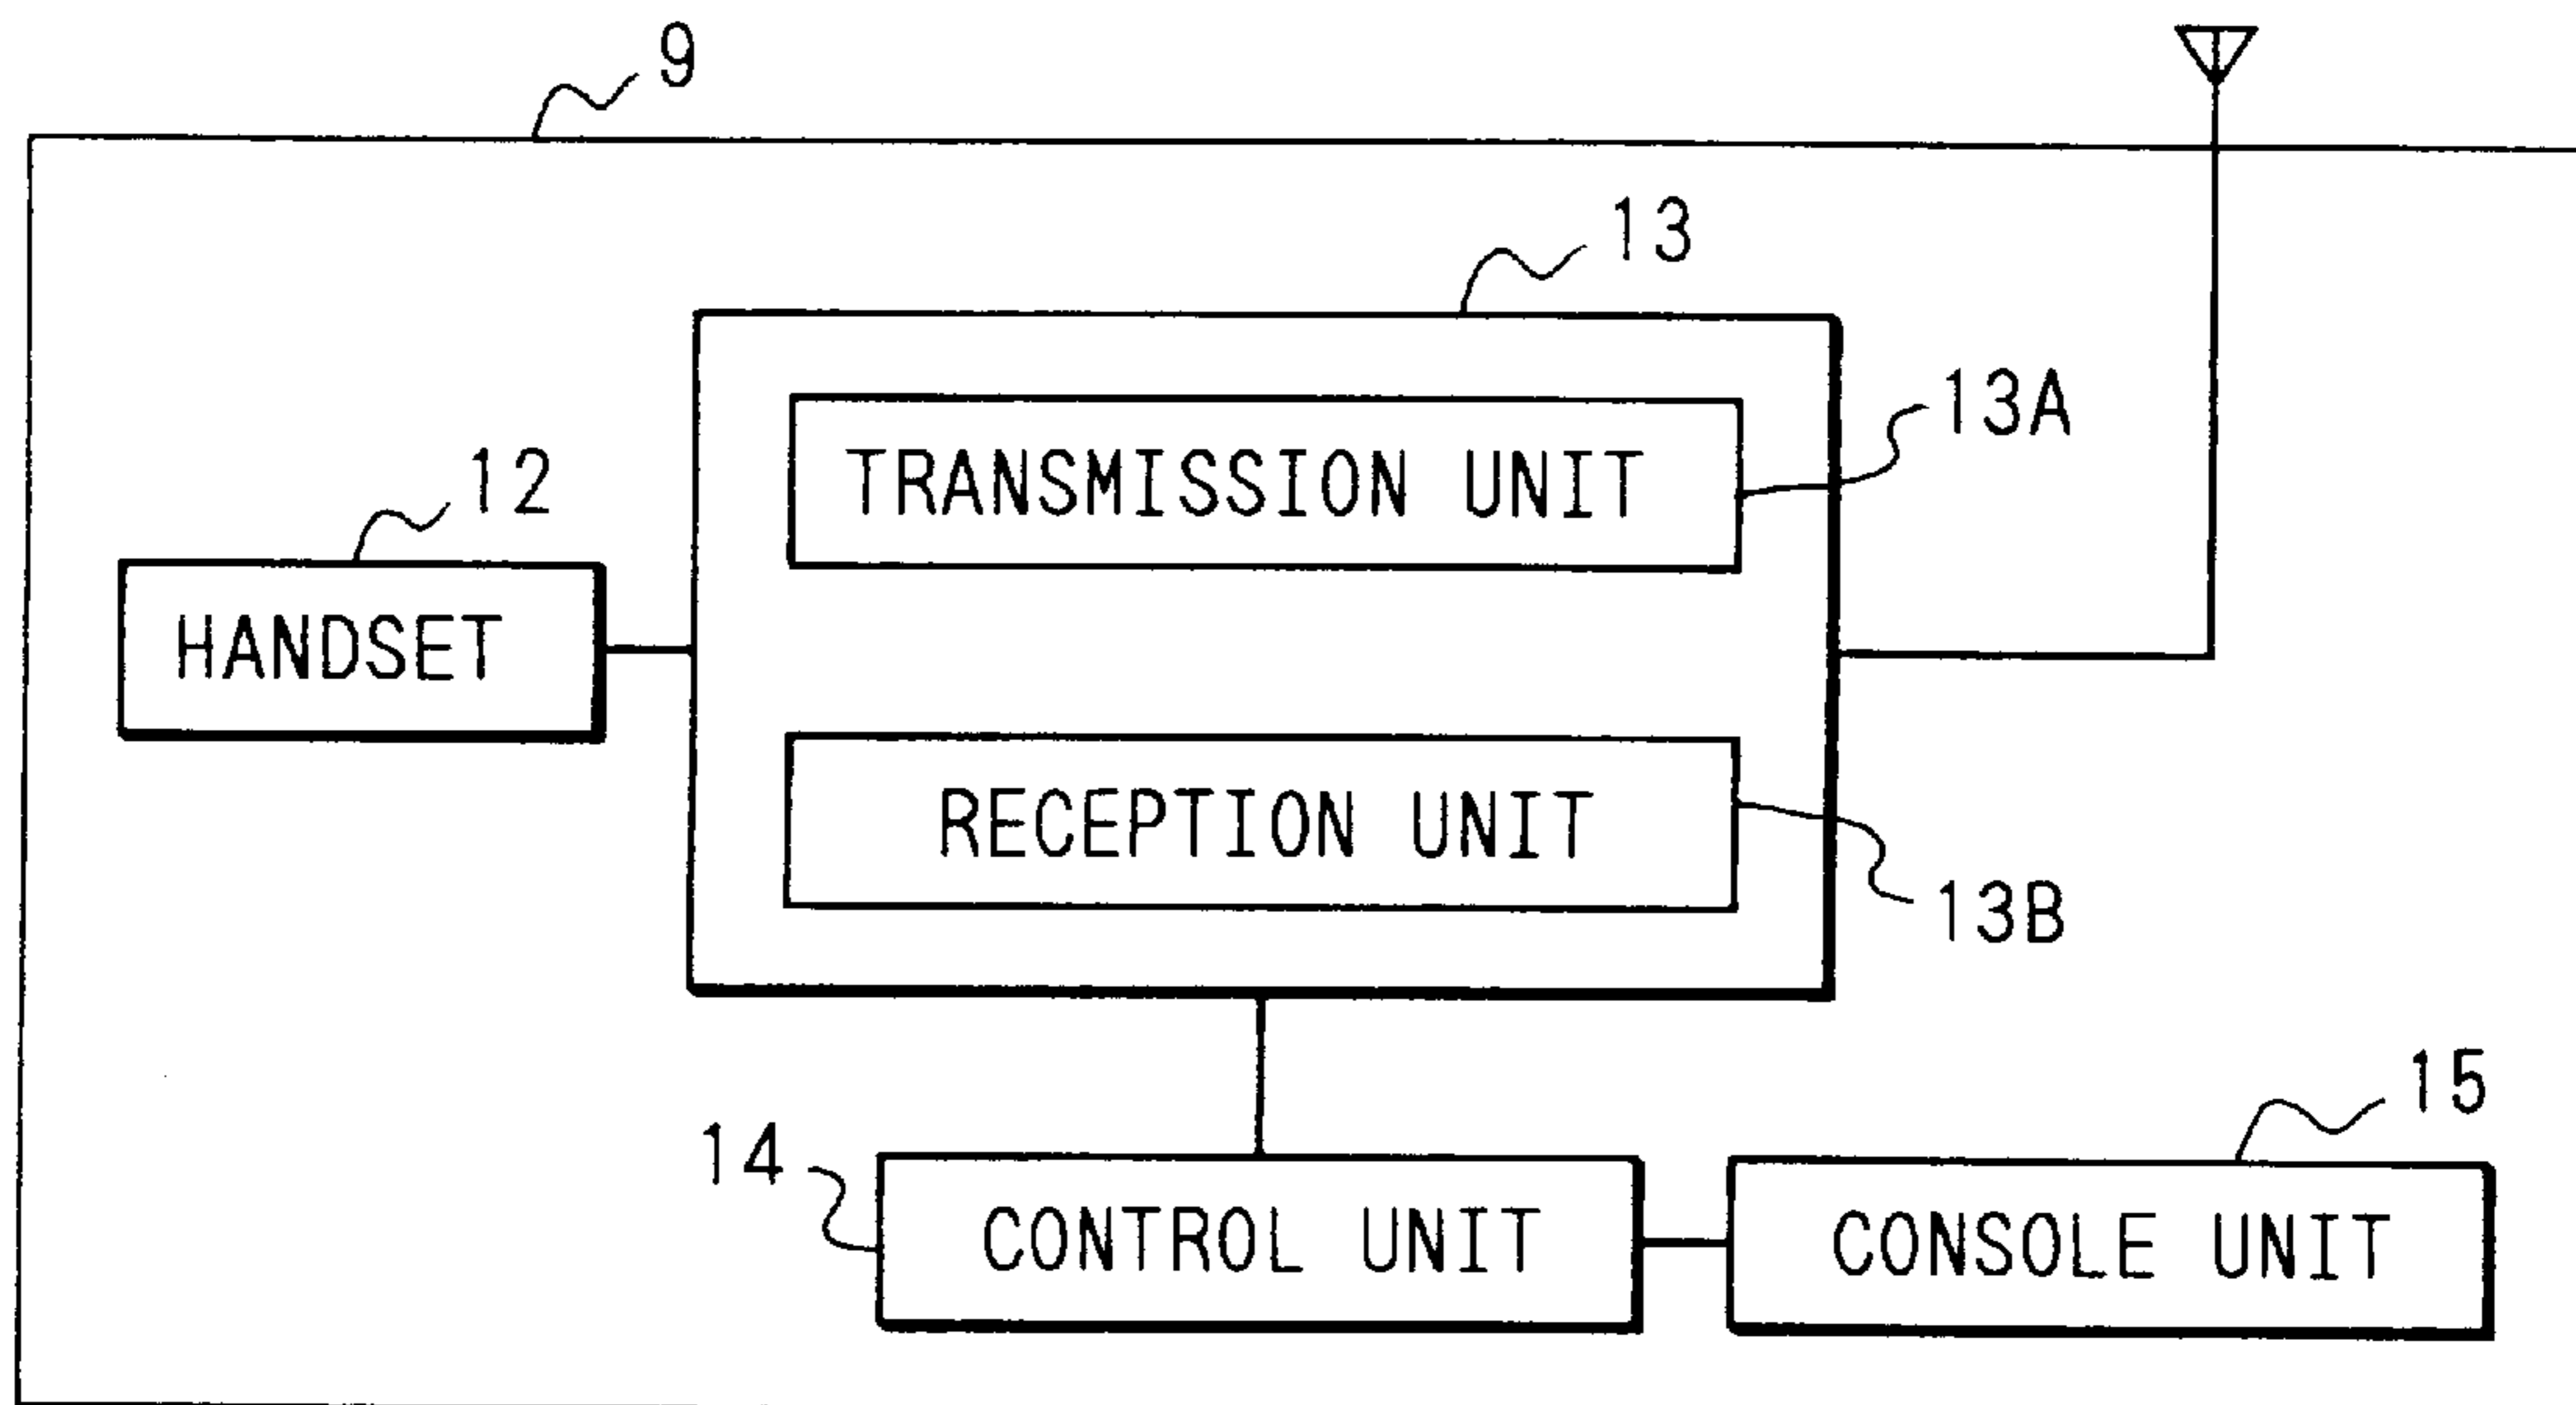 9
13
13A
TRANSMISSION UNIT
12
HANDSET
RECEPTION UNIT
13B
15
14
CONTROL UNIT
CONSOLE UNIT